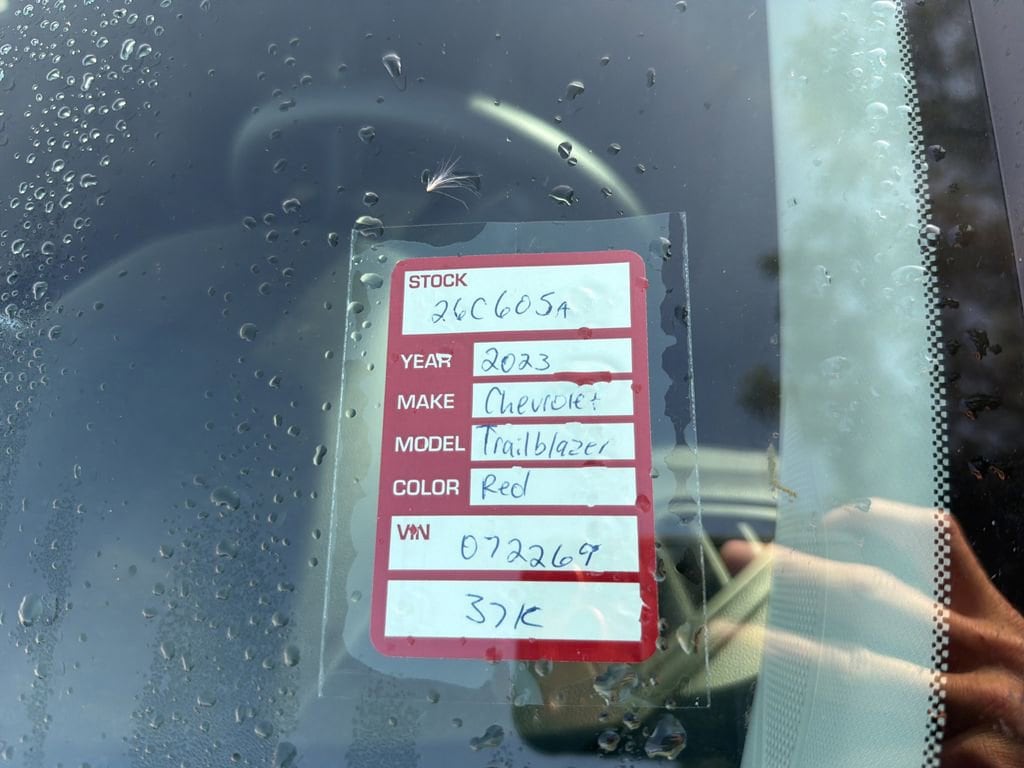 STOCK
26C605A
YEAR 2023
MAKE Chevrolet
MODEL Trailblazer
COLOR Red
VIN 072269
37K